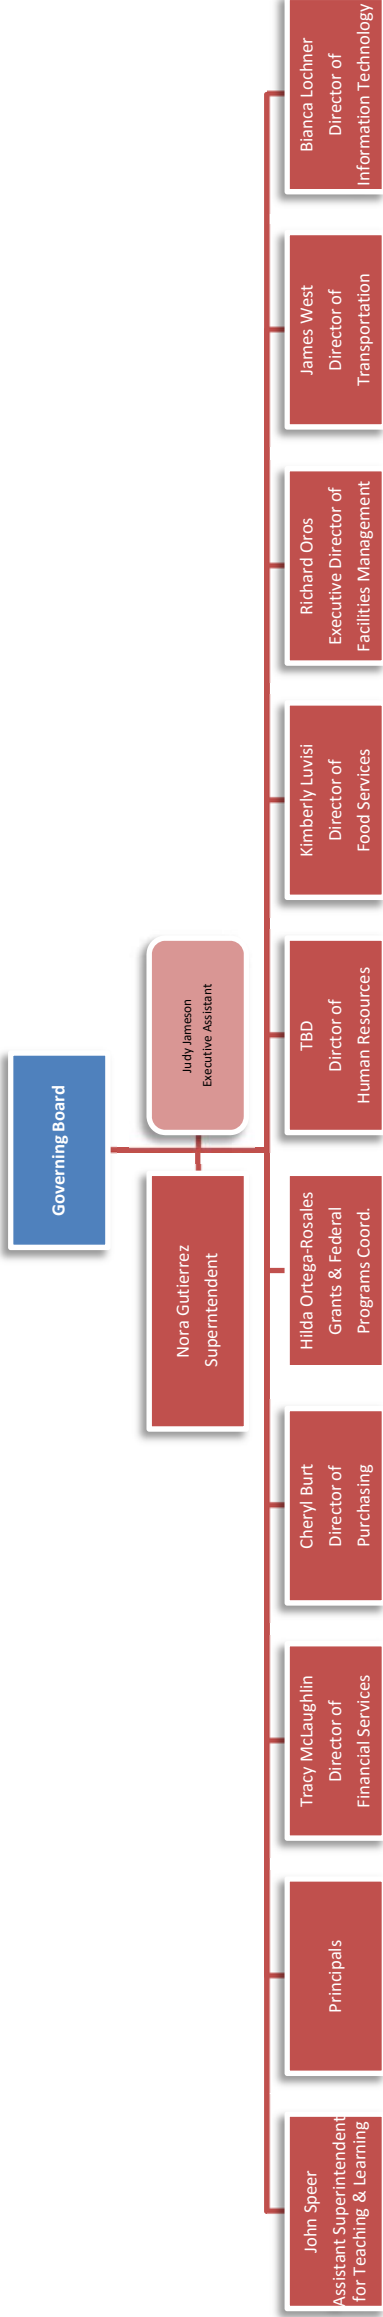 Governing Board
Nora Gutierrez
Superntendent
Judy Jameson
Executive Assistant
John Speer
Assistant Superintendent
for Teaching & Learning
Principals
Tracy McLaughlin
Director of
Financial Services
Cheryl Burt
Director of
Purchasing
Hilda Ortega-Rosales
Grants & Federal
Programs Coord.
TBD
Dirctor of
Human Resources
Kimberly Luvisi
Director of
Food Services
Richard Oros
Executive Director of
Facilities Management
James West
Director of
Transportation
Bianca Lochner
Director of
Information Technology